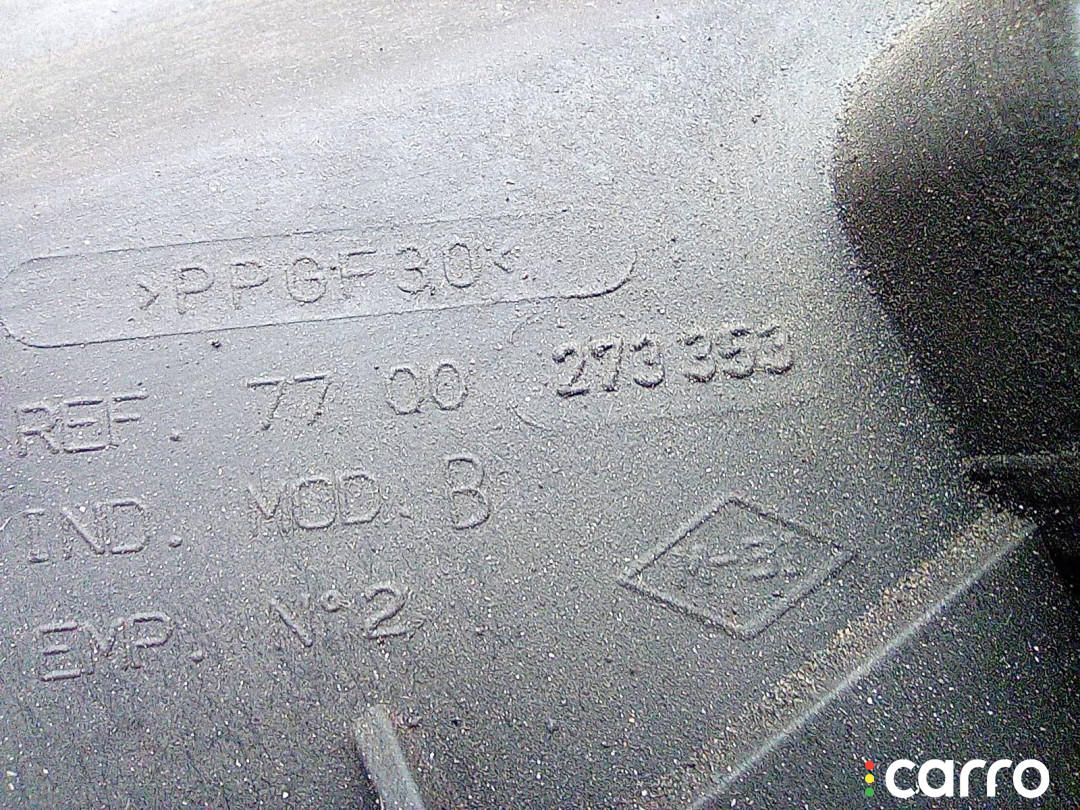 >PPGF30<
REF. 77 00 273 353
IND. MOD. B
EMP. N°2
carro